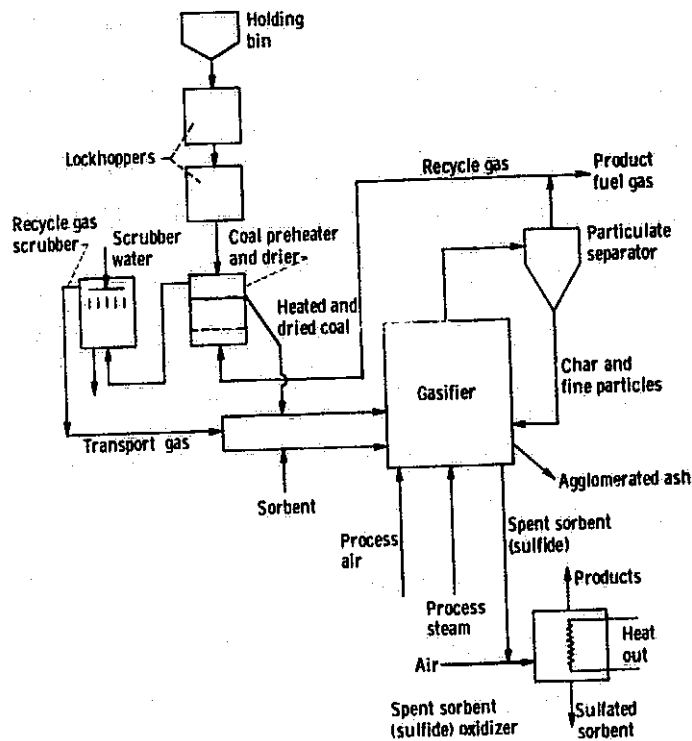 Holding
bin
Lockhoppers
Recycle gas
Product
fuel gas
Recycle gas
scrubber
Scrubber
water
Coal preheater
and drier
Particulate
separator
Heated and
dried coal
Gasifier
Char and
fine particles
Transport gas
Agglomerated ash
Sorbent
Process
air
Spent sorbent
(sulfide)
Process
steam
Products
Heat
out
Air
Spent sorbent
(sulfide) oxidizer
Sulfated
sorbent